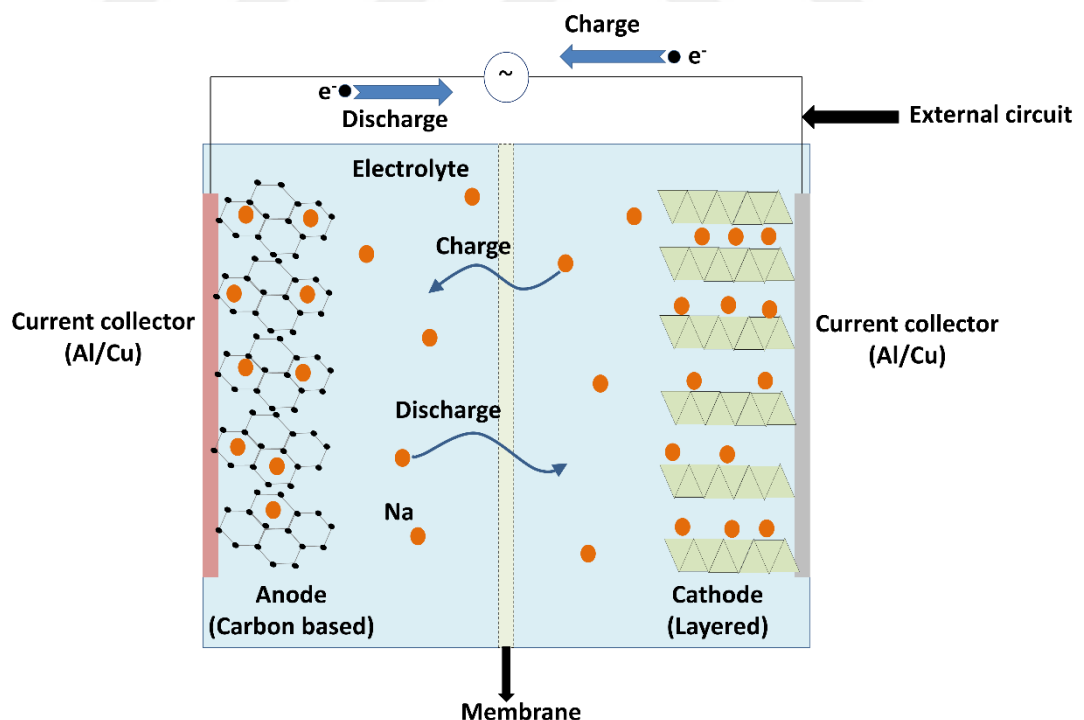 Charge
e-
~
e-
Discharge
External circuit
Electrolyte
Charge
Current collector
(Al/Cu)
Current collector
(Al/Cu)
Discharge
Na
Anode
(Carbon based)
Cathode
(Layered)
Membrane